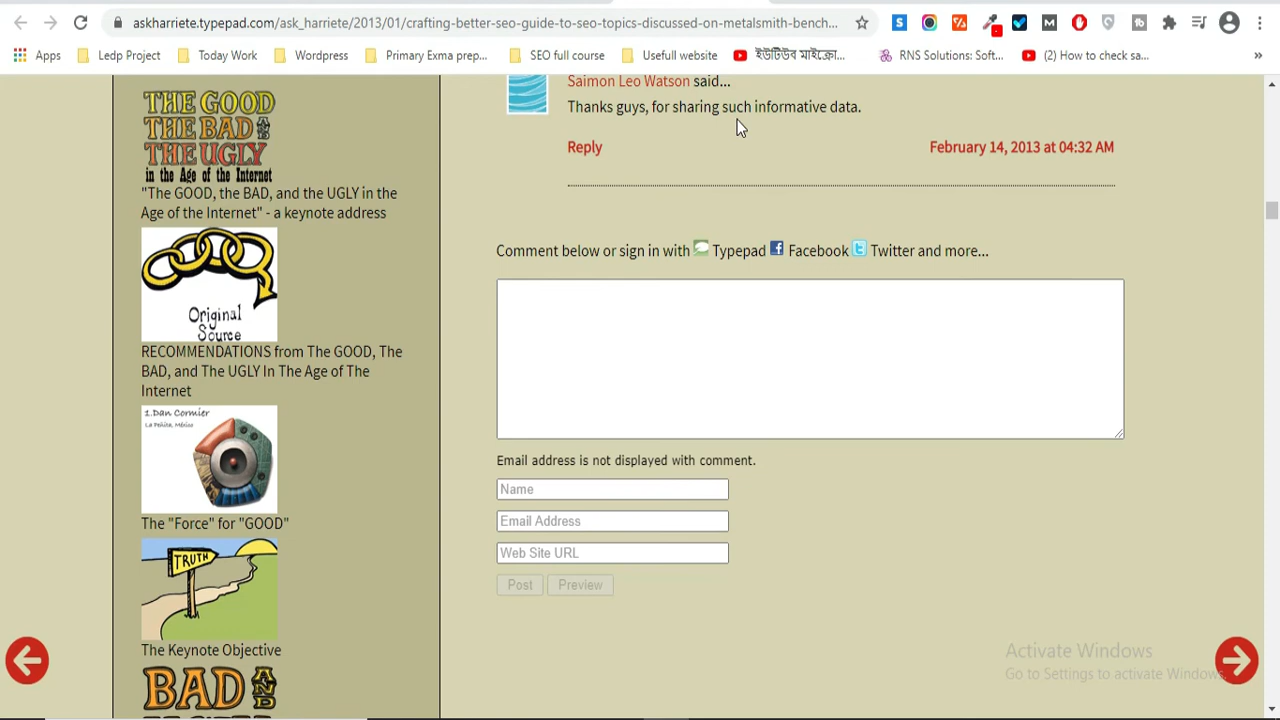 askharriete.typepad.com/ask_harriete/2013/01/crafting-better-seo-guide-to-seo-topics-discussed-on-metalsmith-bench...
Apps Ledp Project Today Work Wordpress Primary Exma prep... SEO full course Usefull website ইউটিউব মাইক্রো... RNS Solutions: Soft... (2) How to check sa... »
Saimon Leo Watson said...
Thanks guys, for sharing such informative data.
Reply February 14, 2013 at 04:32 AM
THE GOOD
THE BAD AND
THE UGLY
in the Age of the Internet
"The GOOD, the BAD, and the UGLY in the
Age of the Internet" - a keynote address
Original
Source
RECOMMENDATIONS from The GOOD, The
BAD, and The UGLY In The Age of The
Internet
1.Dan Cormier
La Peñita, México
The "Force" for "GOOD"
TRUTH
The Keynote Objective
BAD AND
Comment below or sign in with Typepad Facebook Twitter and more...
Email address is not displayed with comment.
Name
Email Address
Web Site URL
Post Preview
Activate Windows
Go to Settings to activate Windows.